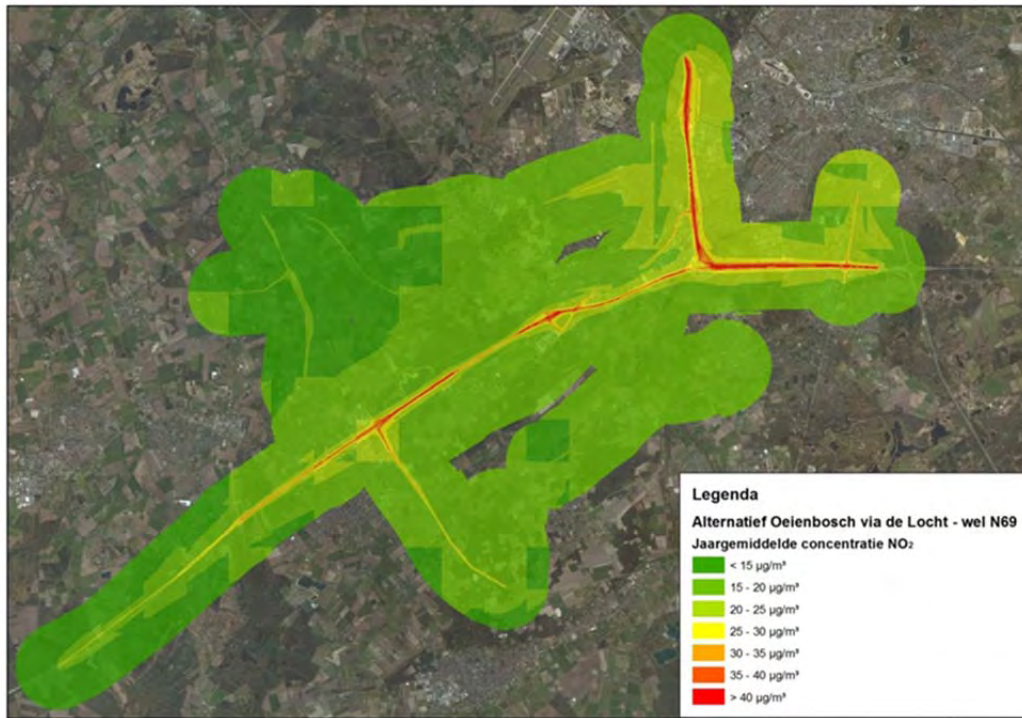 Legenda
Alternatief Oeienbosch via de Locht - wel N69
Jaargemiddelde concentratie NO₂
< 15 µg/m³
15 - 20 µg/m³
20 - 25 µg/m³
25 - 30 µg/m³
30 - 35 µg/m³
35 - 40 µg/m³
> 40 µg/m³